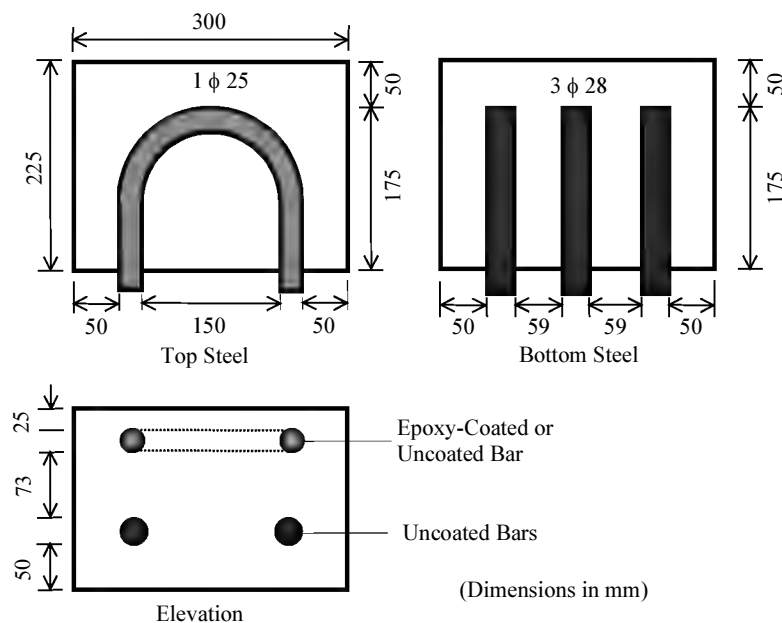 300
1 ϕ 25
50
225
175
50
150
50
Top Steel
3 ϕ 28
50
175
50
59
59
50
Bottom Steel
25
73
50
Epoxy-Coated or
Uncoated Bar
Uncoated Bars
(Dimensions in mm)
Elevation